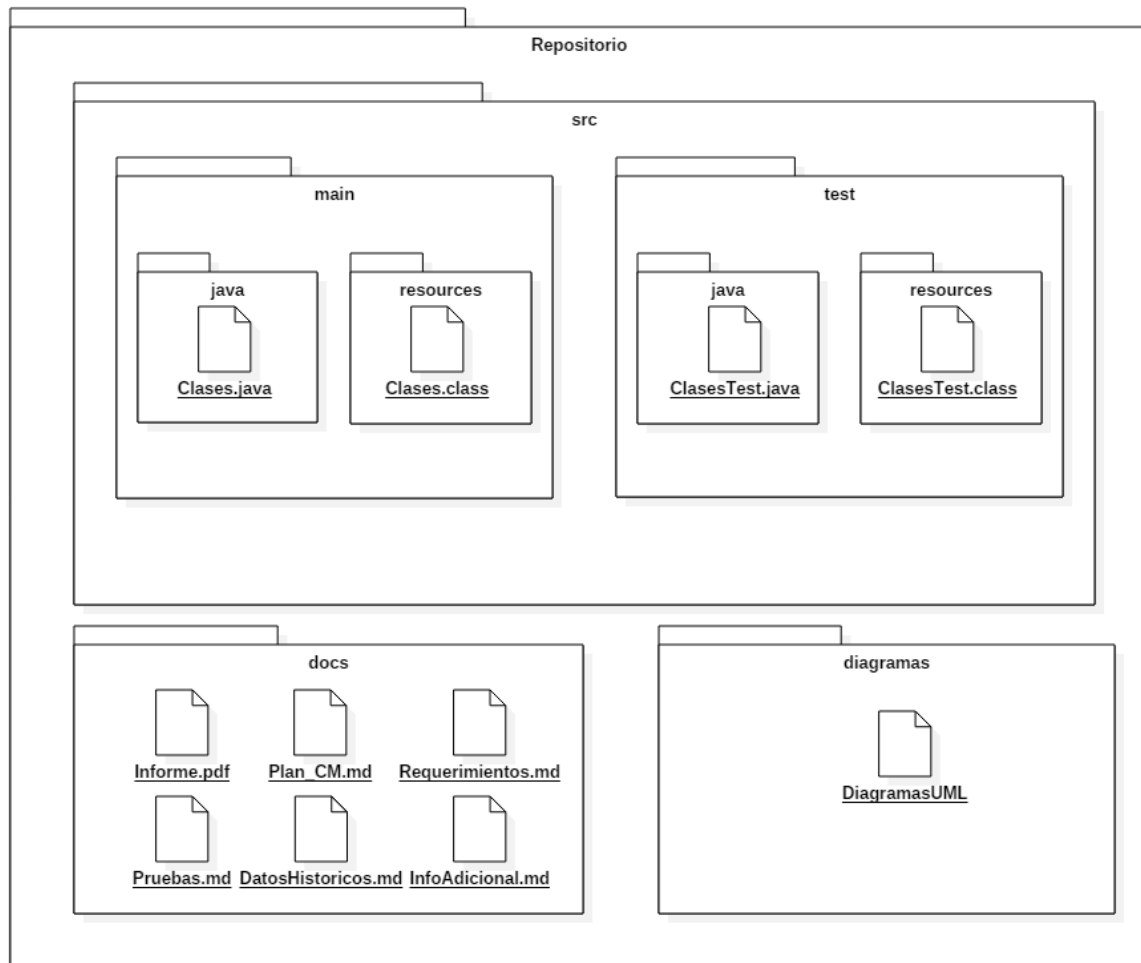 Repositorio
src
main
test
java
resources
java
resources
Clases.java
Clases.class
ClasesTest.java
ClasesTest.class
docs
diagramas
Informe.pdf
Plan_CM.md
Requerimientos.md
DiagramasUML
Pruebas.md
DatosHistoricos.md
InfoAdicional.md